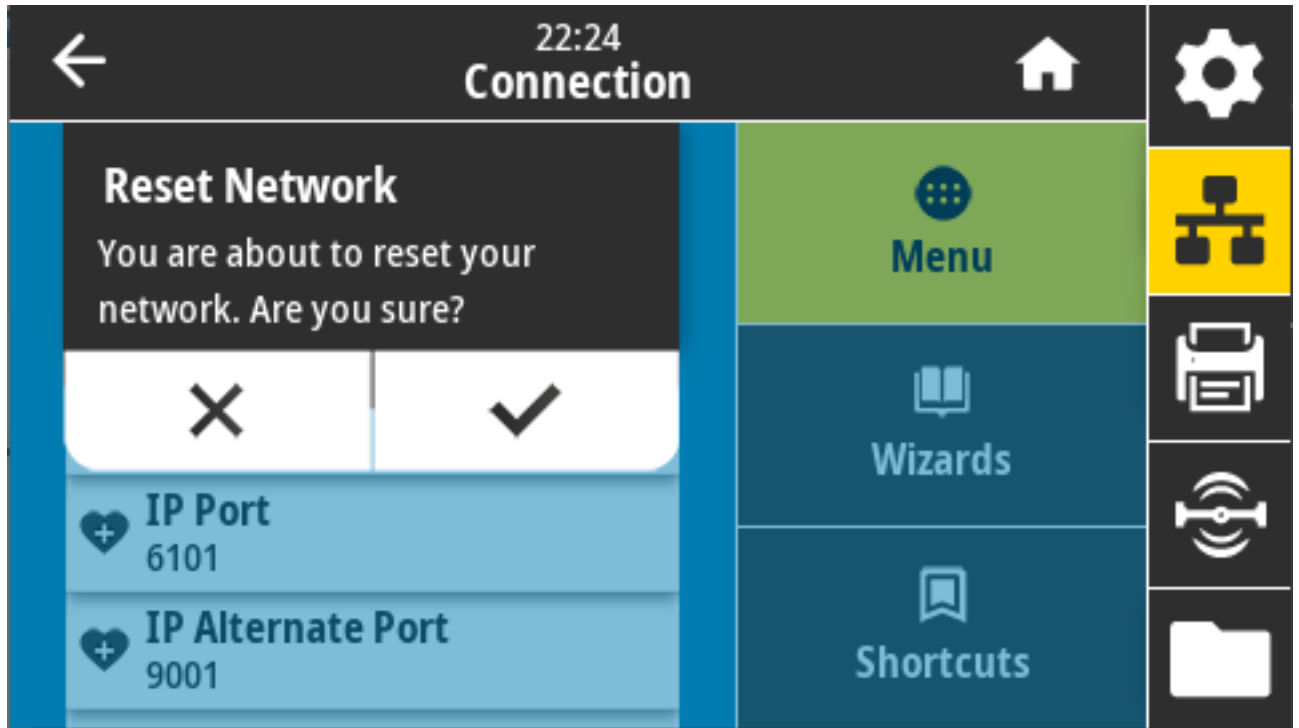 22:24
Connection
Reset Network
You are about to reset your
network. Are you sure?
IP Port
6101
IP Alternate Port
9001
Menu
Wizards
Shortcuts